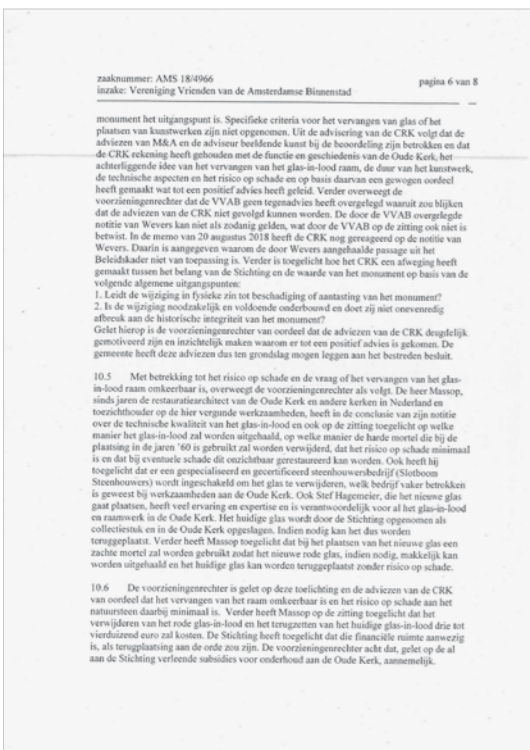 zaaknummer: AMS 18/4966
pagina 6 van 8
inzake: Vereniging Vrienden van de Amsterdamse Binnenstad
monument het uitgangspunt is. Specifieke criteria voor het vervangen van glas of het
plaatsen van kunstwerken zijn niet opgenomen. Uit de advisering van de CRK volgt dat de
adviezen van M&A en de adviseur beeldende kunst bij de beoordeling zijn betrokken en dat
de CRK rekening heeft gehouden met de functie en geschiedenis van de Oude Kerk, het
achterliggende idee van het vervangen van het glas-in-lood raam, de duur van het kunstwerk,
de technische aspecten en het risico op schade en op basis daarvan een gewogen oordeel
heeft gemaakt wat tot een positief advies heeft geleid. Verder overweegt de
voorzieningenrechter dat de VVAB geen tegenadvies heeft overgelegd waaruit zou blijken
dat de adviezen van de CRK niet gevolgd kunnen worden. De door de VVAB overgelegde
notitie van Wevers kan niet als zodanig gelden, wat door de VVAB op de zitting ook niet is
betwist. In de memo van 20 augustus 2018 heeft de CRK nog gereageerd op de notitie van
Wevers. Daarin is aangegeven waarom de door Wevers aangehaalde passage uit het
Beleidskader niet van toepassing is. Verder is toegelicht hoe het CRK een afweging heeft
gemaakt tussen het belang van de Stichting en de waarde van het monument op basis van de
volgende algemene uitgangspunten:
1. Leidt de wijziging in fysieke zin tot beschadiging of aantasting van het monument?
2. Is de wijziging noodzakelijk en voldoende onderbouwd en doet zij niet onevenredig
afbreuk aan de historische integriteit van het monument?
Gelet hierop is de voorzieningenrechter van oordeel dat de adviezen van de CRK deugdelijk
gemotiveerd zijn en inzichtelijk maken waarom er tot een positief advies is gekomen. De
gemeente heeft deze adviezen dus ten grondslag mogen leggen aan het bestreden besluit.
10.5 Met betrekking tot het risico op schade en de vraag of het vervangen van het glas-
in-lood raam omkeerbaar is, overweegt de voorzieningenrechter als volgt. De heer Massop,
sinds jaren de restauratiearchitect van de Oude Kerk en andere kerken in Nederland en
toezichthouder op de hier vergunde werkzaamheden, heeft in de conclusie van zijn notitie
over de technische kwaliteit van het glas-in-lood en ook op de zitting toegelicht op welke
manier het glas-in-lood zal worden uitgehaald, op welke manier de harde mortel die bij de
plaatsing in de jaren '60 is gebruikt zal worden verwijderd, dat het risico op schade minimaal
is en dat bij eventuele schade dit onzichtbaar gerestaureerd kan worden. Ook heeft hij
toegelicht dat er een gespecialiseerd en gecertificeerd steenhouwersbedrijf (Slotboom
Steenhouwers) wordt ingeschakeld om het glas te verwijderen, welk bedrijf vaker betrokken
is geweest bij werkzaamheden aan de Oude Kerk. Ook Stef Hagemeier, die het nieuwe glas
gaat plaatsen, heeft veel ervaring en expertise en is verantwoordelijk voor al het glas-in-lood
en raamwerk in de Oude Kerk. Het huidige glas wordt door de Stichting opgenomen als
collectiestuk en in de Oude Kerk opgeslagen. Indien nodig kan het dus worden
teruggeplaatst. Verder heeft Massop toegelicht dat bij het plaatsen van het nieuwe glas een
zachte mortel zal worden gebruikt zodat het nieuwe rode glas, indien nodig, makkelijk kan
worden uitgehaald en het huidige glas kan worden teruggeplaatst zonder risico op schade.
10.6 De voorzieningenrechter is gelet op deze toelichting en de adviezen van de CRK
van oordeel dat het vervangen van het raam omkeerbaar is en het risico op schade aan het
natuursteen daarbij minimaal is. Verder heeft Massop op de zitting toegelicht dat het
verwijderen van het rode glas-in-lood en het terugzetten van het huidige glas-in-lood drie tot
vierduizend euro zal kosten. De Stichting heeft toegelicht dat die financiële ruimte aanwezig
is, als terugplaatsing aan de orde zou zijn. De voorzieningenrechter acht dat, gelet op de al
aan de Stichting verleende subsidies voor onderhoud aan de Oude Kerk, aannemelijk.